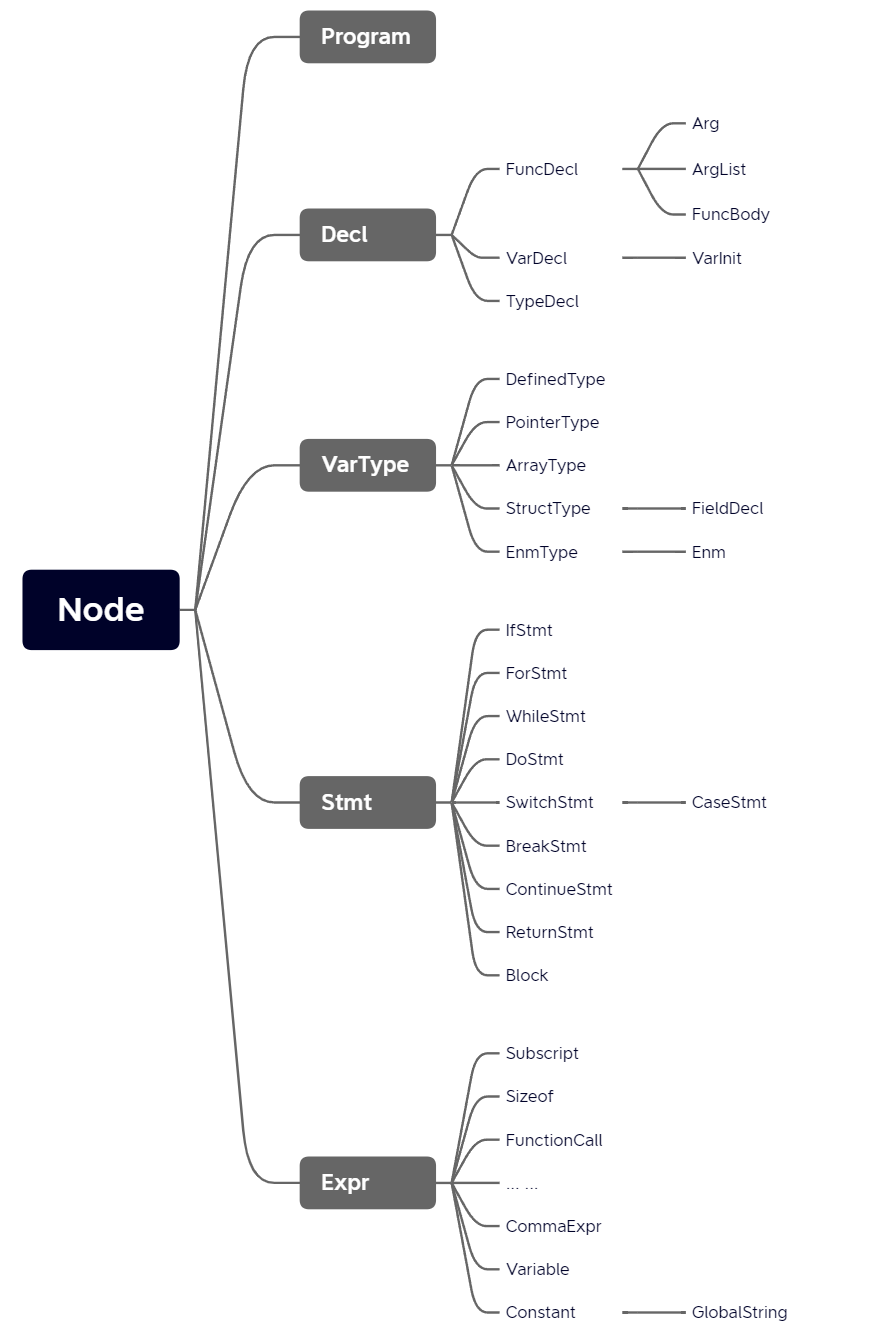 Program
Arg
FuncDecl
ArgList
FuncBody
Decl
VarDecl
VarInit
TypeDecl
DefinedType
PointerType
VarType
ArrayType
StructType
FieldDecl
EnmType
Enm
Node
IfStmt
ForStmt
WhileStmt
DoStmt
Stmt
SwitchStmt
CaseStmt
BreakStmt
ContinueStmt
ReturnStmt
Block
Subscript
Sizeof
FunctionCall
Expr
... ...
CommaExpr
Variable
Constant
GlobalString